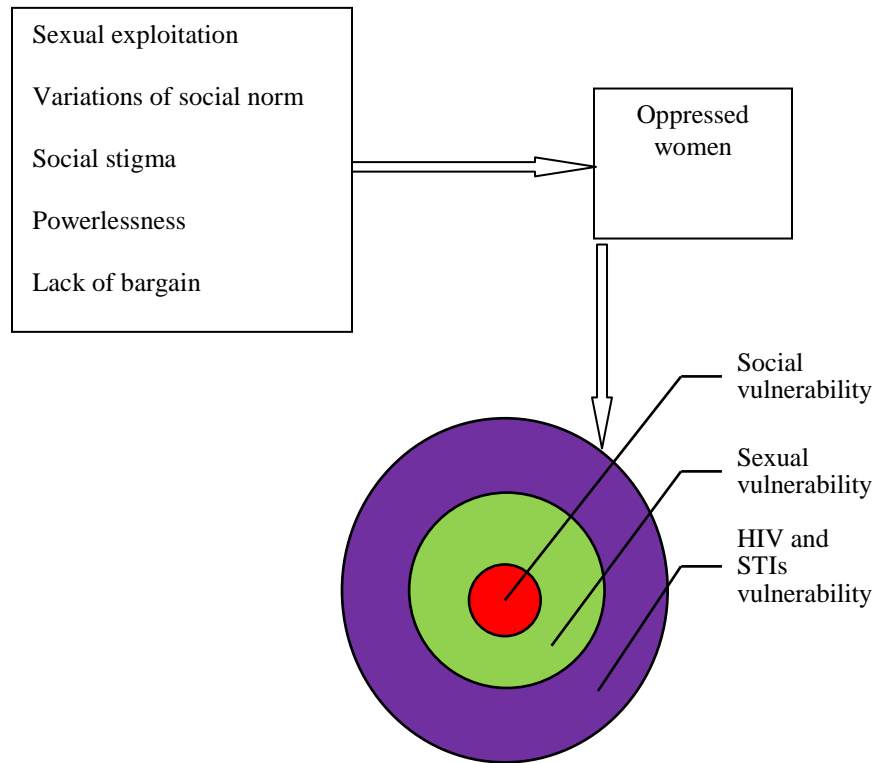 Sexual exploitation
Variations of social norm
Social stigma
Powerlessness
Lack of bargain
Oppressed
women
Social
vulnerability
Sexual
vulnerability
HIV and
STIs
vulnerability